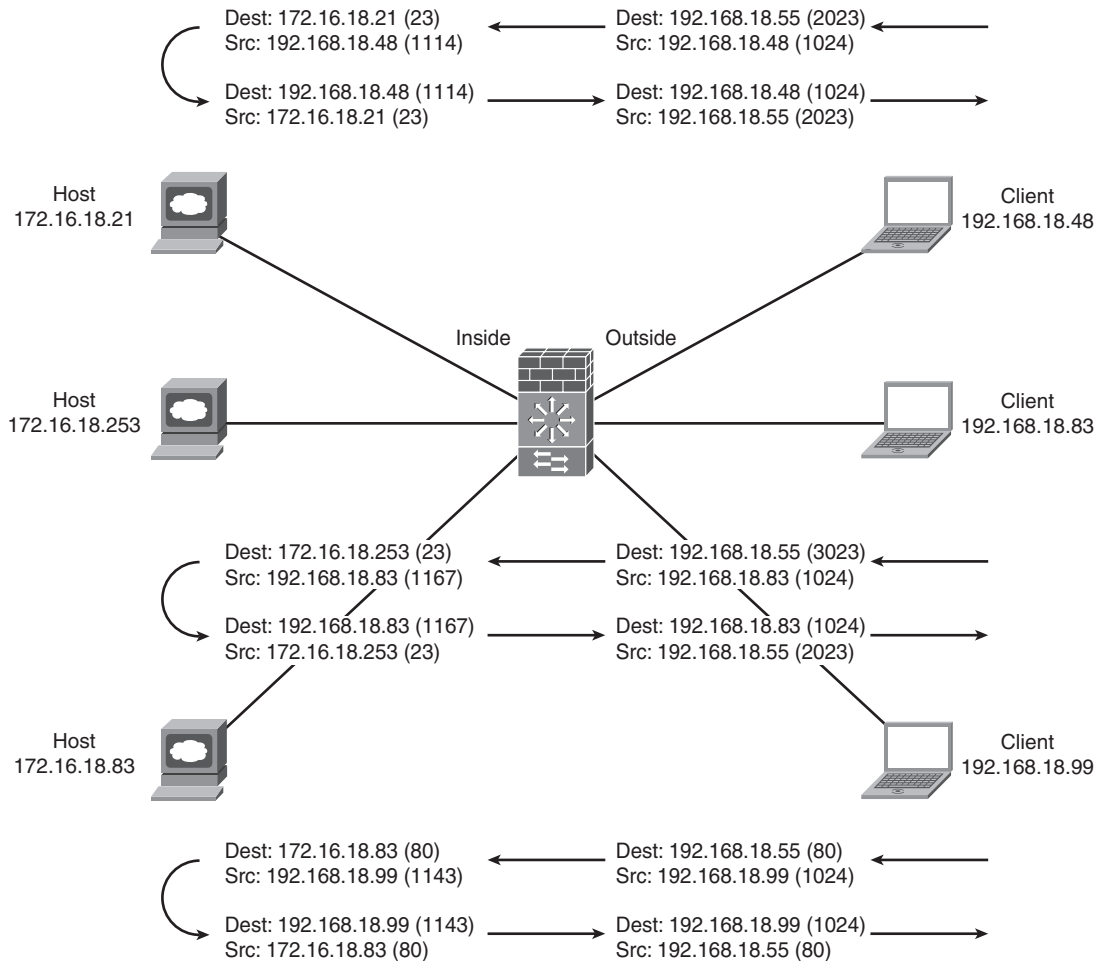 Dest: 172.16.18.21 (23)
Src: 192.168.18.48 (1114)
Dest: 192.168.18.55 (2023)
Src: 192.168.18.48 (1024)
Dest: 192.168.18.48 (1114)
Src: 172.16.18.21 (23)
Dest: 192.168.18.48 (1024)
Src: 192.168.18.55 (2023)
Host
172.16.18.21
Client
192.168.18.48
Inside
Outside
Host
172.16.18.253
Client
192.168.18.83
Dest: 172.16.18.253 (23)
Src: 192.168.18.83 (1167)
Dest: 192.168.18.55 (3023)
Src: 192.168.18.83 (1024)
Dest: 192.168.18.83 (1167)
Src: 172.16.18.253 (23)
Dest: 192.168.18.83 (1024)
Src: 192.168.18.55 (2023)
Host
172.16.18.83
Client
192.168.18.99
Dest: 172.16.18.83 (80)
Src: 192.168.18.99 (1143)
Dest: 192.168.18.55 (80)
Src: 192.168.18.99 (1024)
Dest: 192.168.18.99 (1143)
Src: 172.16.18.83 (80)
Dest: 192.168.18.99 (1024)
Src: 192.168.18.55 (80)